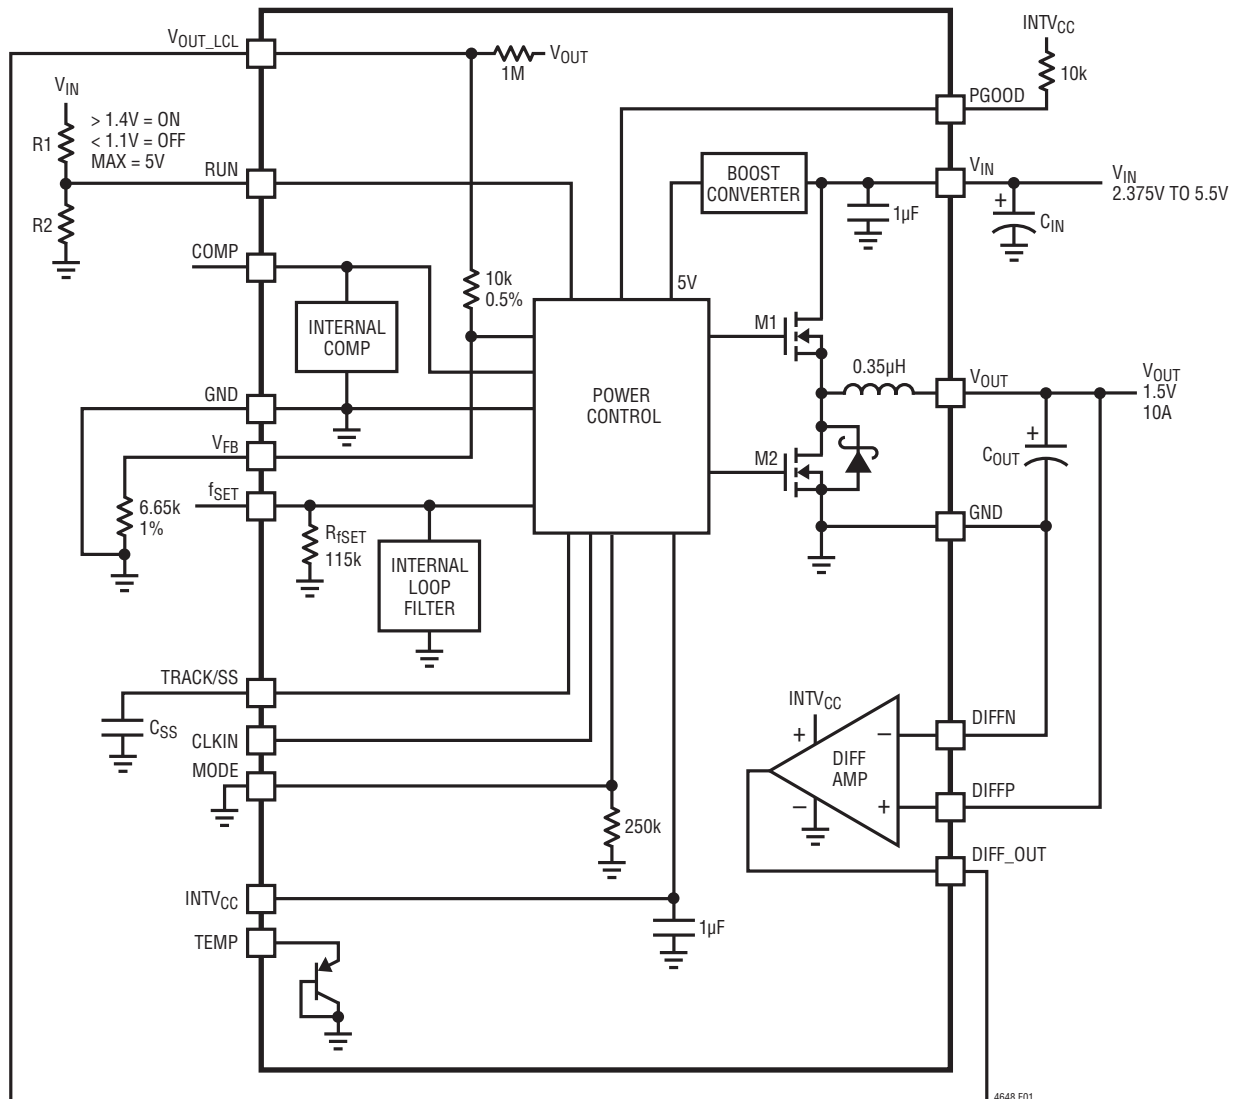 VOUT_LCL
VOUT
1M
INTVCC
10k
PGOOD
VIN
> 1.4V = ON
< 1.1V = OFF
MAX = 5V
R1
RUN
R2
BOOST
CONVERTER
VIN
VIN
2.375V TO 5.5V
1µF
+
CIN
COMP
10k
0.5%
5V
INTERNAL
COMP
M1
0.35µH
VOUT
VOUT
1.5V
10A
POWER
CONTROL
GND
VFB
M2
+
COUT
fSET
6.65k
1%
RfSET
115k
GND
INTERNAL
LOOP
FILTER
TRACK/SS
CSS
CLKIN
MODE
250k
INTVCC
+
−
DIFF
AMP
−
+
DIFFN
DIFFP
DIFF_OUT
INTVCC
1µF
TEMP
4648 F01